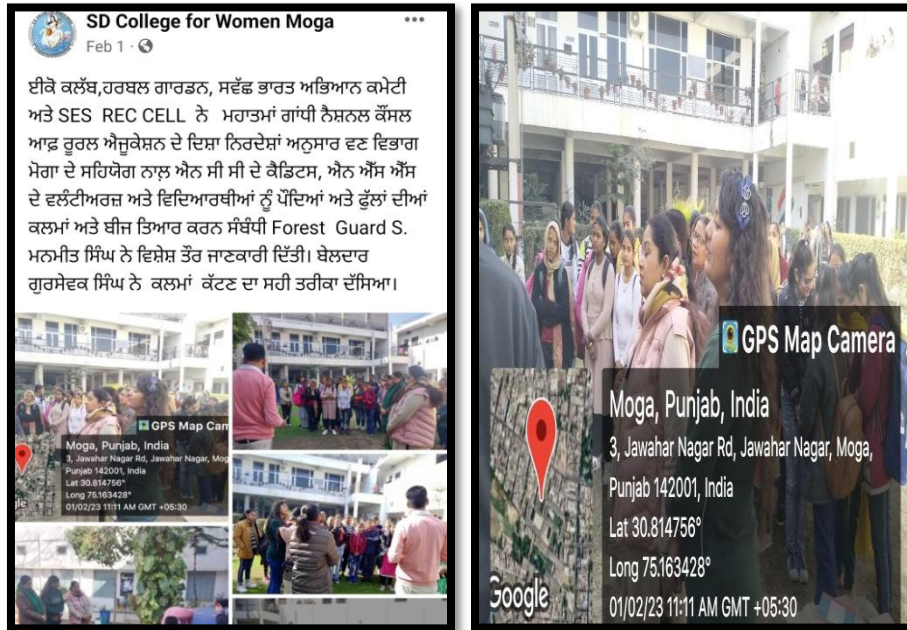 SD College for Women Moga
Feb 1 ·
ਈਕੋ ਕਲੱਬ,ਹਰਬਲ ਗਾਰਡਨ, ਸਵੱਛ ਭਾਰਤ ਅਭਿਆਨ ਕਮੇਟੀ
ਅਤੇ SES REC CELL ਨੇ ਮਹਾਤਮਾਂ ਗਾਂਧੀ ਨੈਸ਼ਨਲ ਕੌਂਸਲ
ਆਫ਼ ਰੂਰਲ ਐਜੂਕੇਸ਼ਨ ਦੇ ਦਿਸ਼ਾ ਨਿਰਦੇਸ਼ਾਂ ਅਨੁਸਾਰ ਵਣ ਵਿਭਾਗ
ਮੋਗਾ ਦੇ ਸਹਿਯੋਗ ਨਾਲ਼ ਐਨ ਸੀ ਸੀ ਦੇ ਕੈਡਿਟਸ, ਐਨ ਐੱਸ ਐੱਸ
ਦੇ ਵਲੰਟੀਅਰਜ਼ ਅਤੇ ਵਿਦਿਆਰਥੀਆਂ ਨੂੰ ਪੌਦਿਆਂ ਅਤੇ ਫੁੱਲਾਂ ਦੀਆਂ
ਕਲਮਾਂ ਅਤੇ ਬੀਜ ਤਿਆਰ ਕਰਨ ਸੰਬੰਧੀ Forest Guard S.
ਮਨਮੀਤ ਸਿੰਘ ਨੇ ਵਿਸ਼ੇਸ਼ ਤੌਰ ਜਾਣਕਾਰੀ ਦਿੱਤੀ। ਬੇਲਦਾਰ
ਗੁਰਸੇਵਕ ਸਿੰਘ ਨੇ ਕਲਮਾਂ ਕੱਟਣ ਦਾ ਸਹੀ ਤਰੀਕਾ ਦੱਸਿਆ।
GPS Map Cam
Moga, Punjab, India
3, Jawahar Nagar Rd, Jawahar Nagar, Mog
Punjab 142001, India
Lat 30.814756°
Long 75.163428°
01/02/23 11:11 AM GMT +05:30
GPS Map Camera
Moga, Punjab, India
3, Jawahar Nagar Rd, Jawahar Nagar, Moga,
Punjab 142001, India
Lat 30.814756°
Long 75.163428°
01/02/23 11:11 AM GMT +05:30
Google